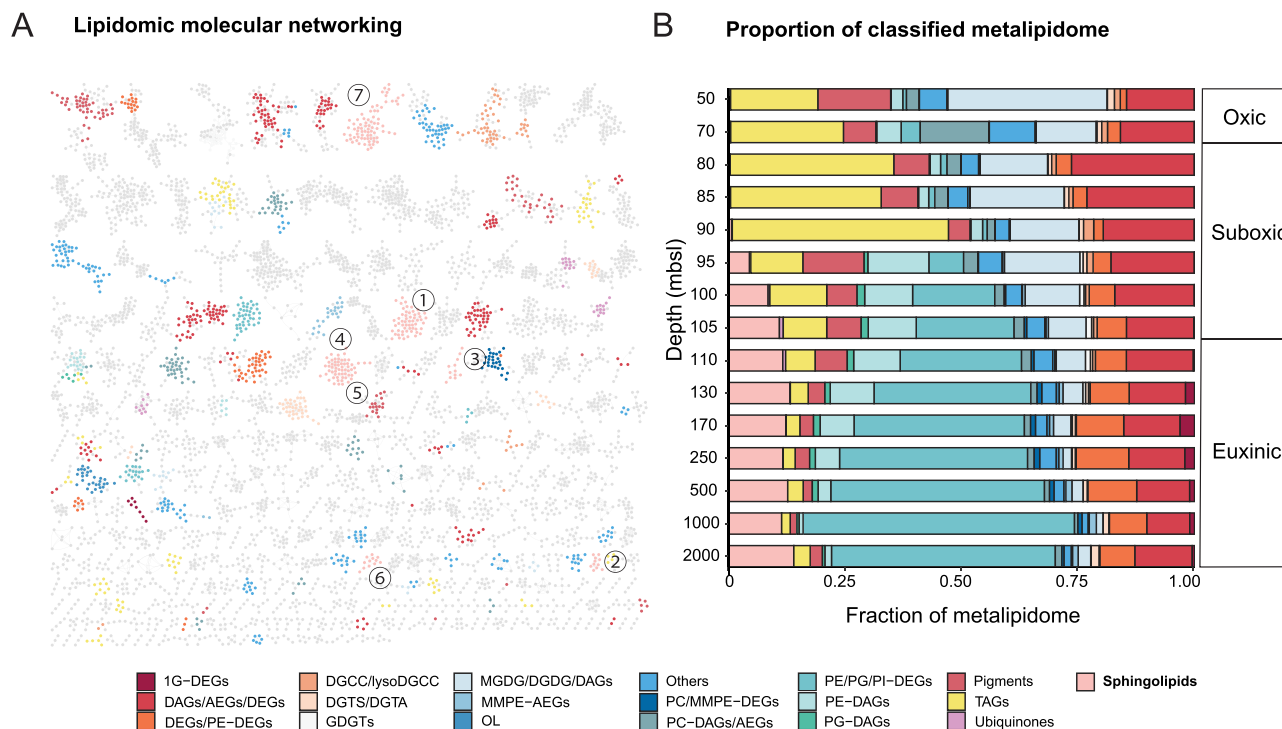 A Lipidomic molecular networking
B Proportion of classified metalipidome
7
1
4
3
5
2
6
Depth (mbsl)
50
70
80
85
90
95
100
105
110
130
170
250
500
1000
2000
Oxic
Suboxic
Euxinic
0 0.25 0.50 0.75 1.00
Fraction of metalipidome
1G−DEGs
DAGs/AEGs/DEGs
DEGs/PE−DEGs
DGCC/lysoDGCC
DGTS/DGTA
GDGTs
MGDG/DGDG/DAGs
MMPE−AEGs
OL
Others
PC/MMPE−DEGs
PC−DAGs/AEGs
PE/PG/PI−DEGs
PE−DAGs
PG−DAGs
Pigments
TAGs
Ubiquinones
Sphingolipids